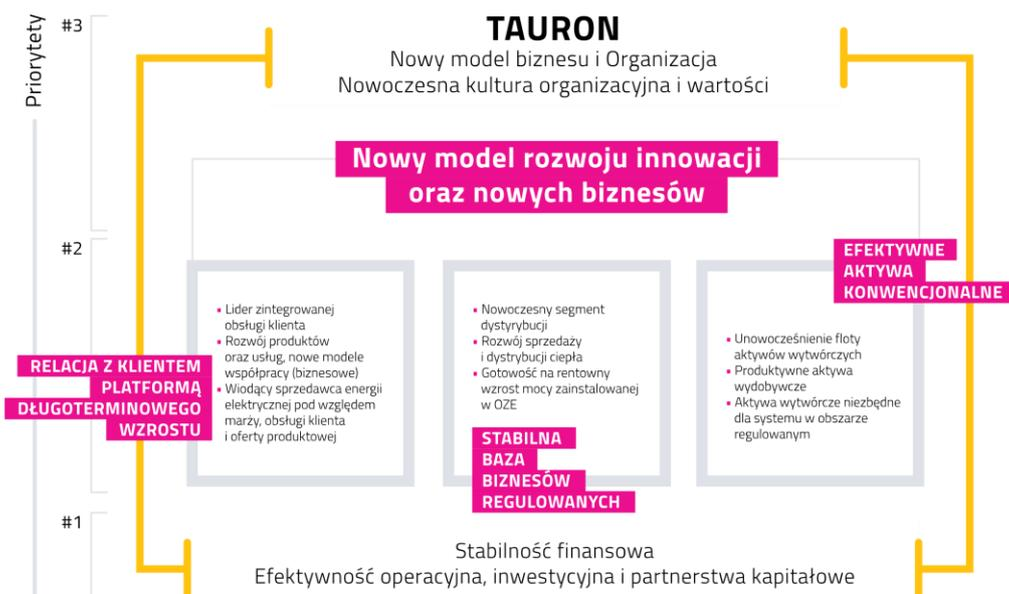 Priorytety
#3
TAURON
Nowy model biznesu i Organizacja
Nowoczesna kultura organizacyjna i wartości
Nowy model rozwoju innowacji
oraz nowych biznesów
#2
RELACJA Z KLIENTEM
PLATFORMĄ
DŁUGOTERMINOWEGO
WZROSTU
▪ Lider zintegrowanej
obsługi klienta
▪ Rozwój produktów
oraz usług, nowe modele
współpracy (biznesowe)
▪ Wiodący sprzedawca energii
elektrycznej pod względem
marży, obsługi klienta
i oferty produktowej
▪ Nowoczesny segment
dystyrybucji
▪ Rozwój sprzedaży
i dystrybucji ciepła
▪ Gotowość na rentowny
wzrost mocy zainstalowanej
w OZE
STABILNA
BAZA
BIZNESÓW
REGULOWANYCH
EFEKTYWNE
AKTYWA
KONWENCJONALNE
▪ Unowocześnienie floty
aktywów wytwórczych
▪ Produktywne aktywa
wydobywcze
▪ Aktywa wytwórcze niezbędne
dla systemu w obszarze
regulowanym
#1
Stabilność finansowa
Efektywność operacyjna, inwestycyjna i partnerstwa kapitałowe